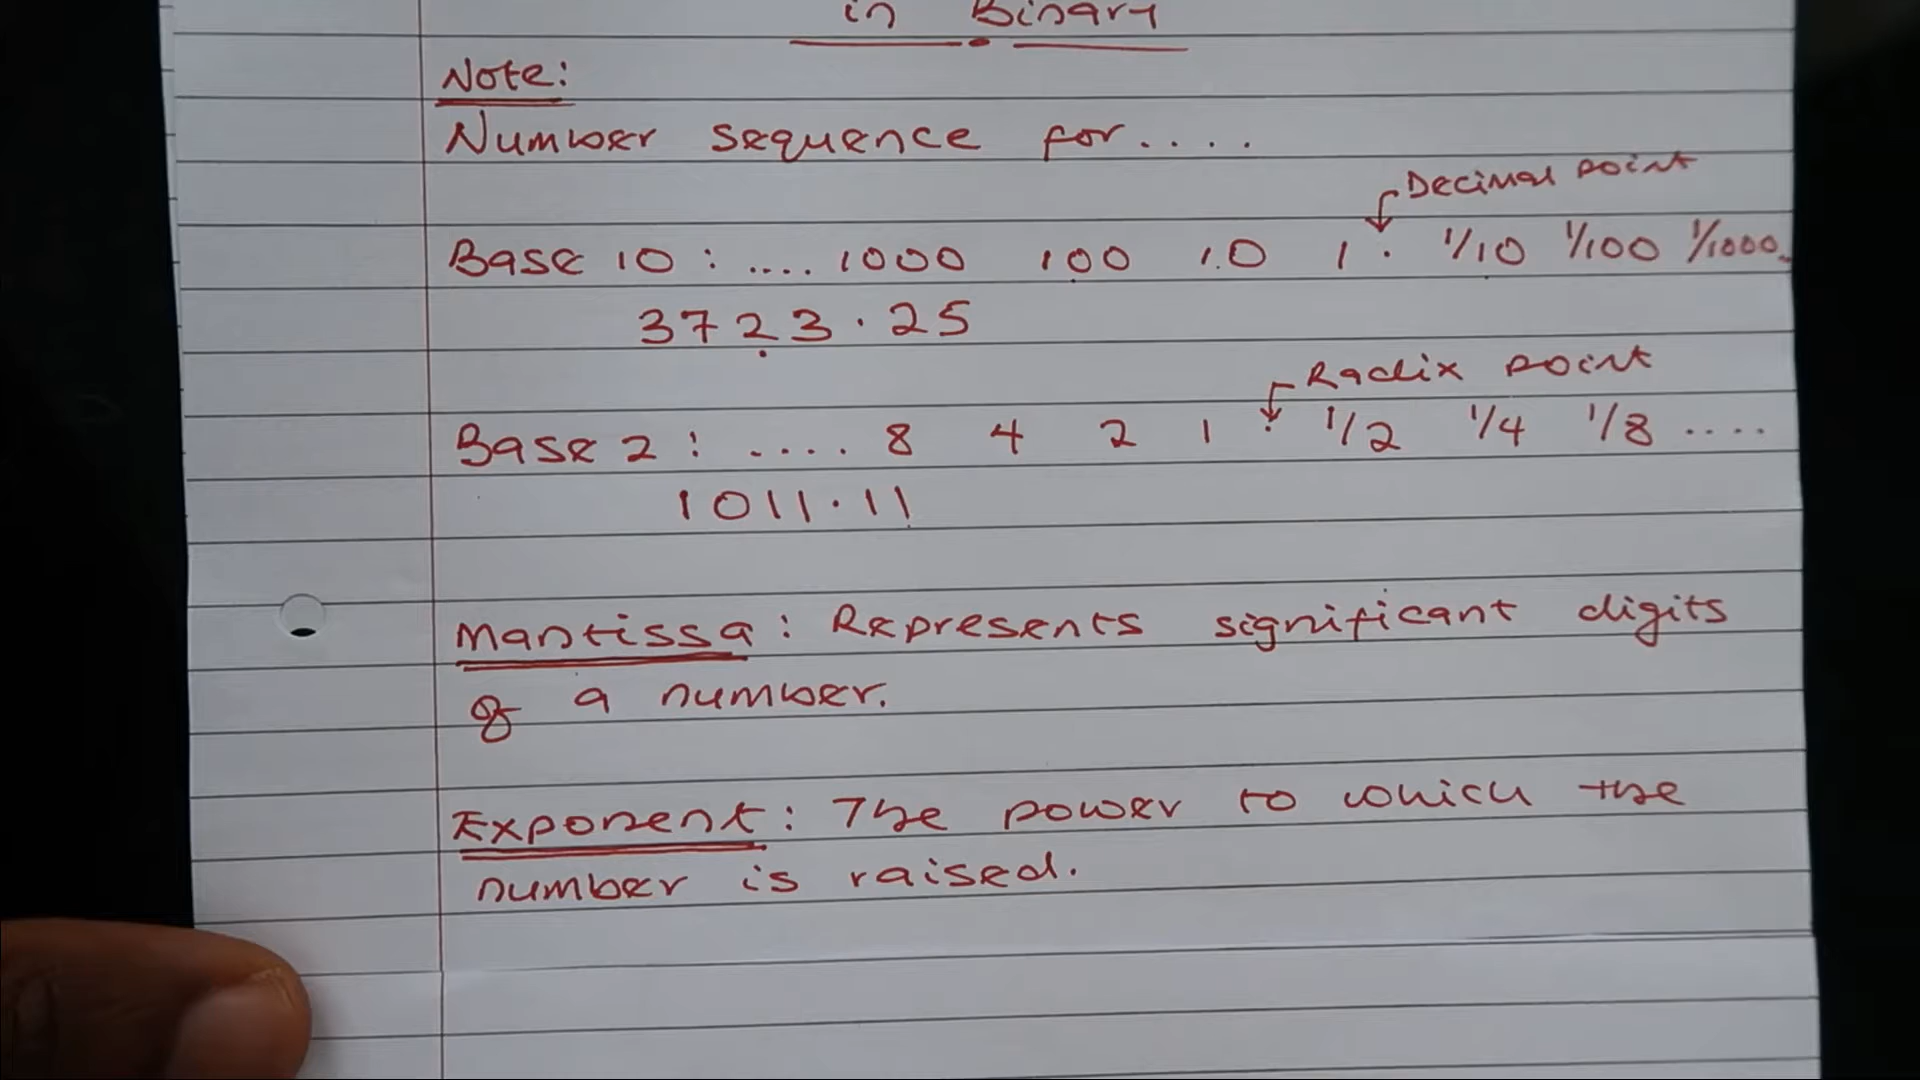 in Binary
Note:
Number sequence for....
Decimal point
Base 10 : .... 1000 100 10 1 . 1/10 1/100 1/1000
3723.25
Radix point
Base 2 : .... 8 4 2 1 . 1/2 1/4 1/8 ....
1011.11
Mantissa : Represents significant digits
of a number.
Exponent : The power to which the
number is raised.